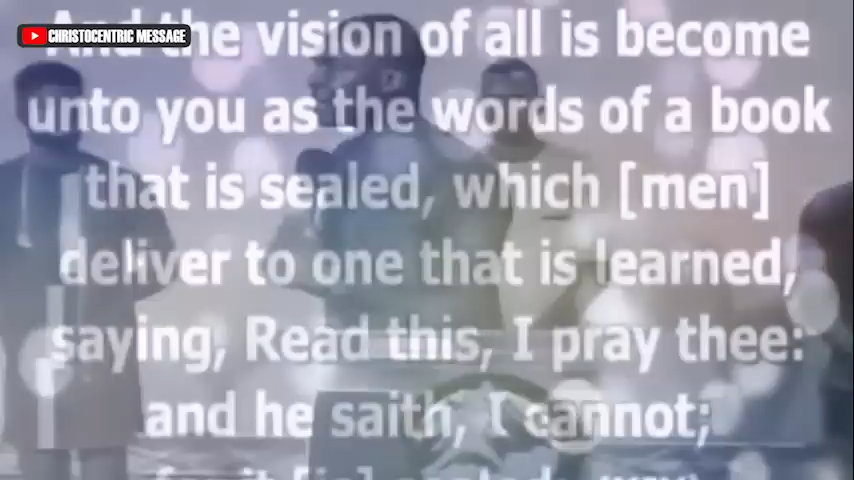 CHRISTOCENTRIC MESSAGE
And the vision of all is become
unto you as the words of a book
that is sealed, which [men]
deliver to one that is learned,
saying, Read this, I pray thee:
and he saith, I cannot;